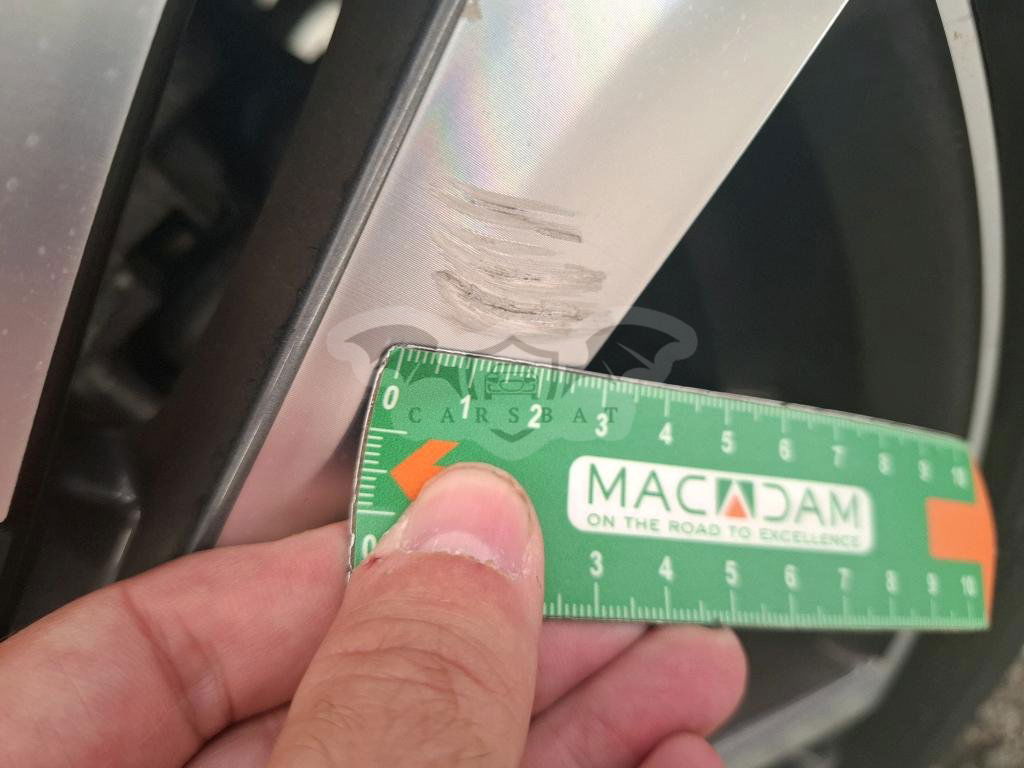 0 1 2 3 4 5 6 7 8 9 10
CARSBAT
MACADAM
ON THE ROAD TO EXCELLENCE
0 3 4 5 6 7 8 9 10